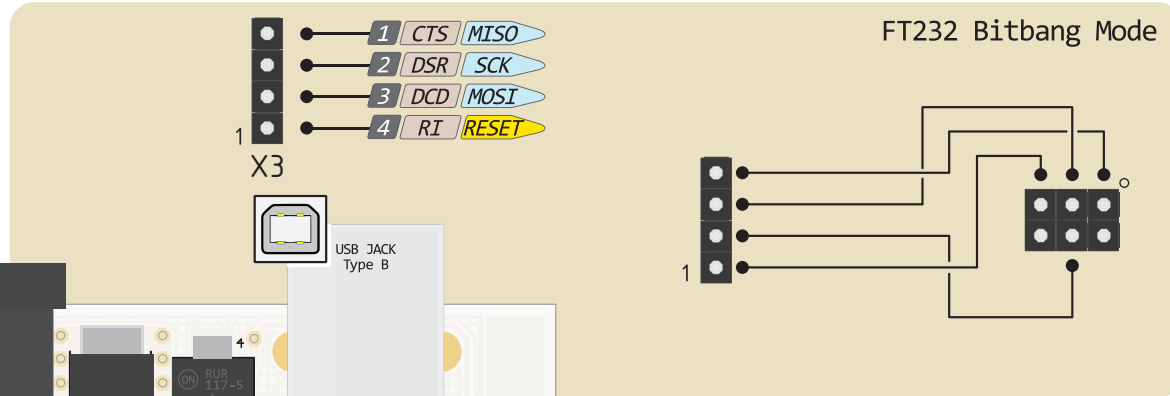 FT232 Bitbang Mode
1 CTS MISO
2 DSR SCK
3 DCD MOSI
4 RI RESET
1
X3
1
USB JACK
Type B
4
ON RUR
117-5